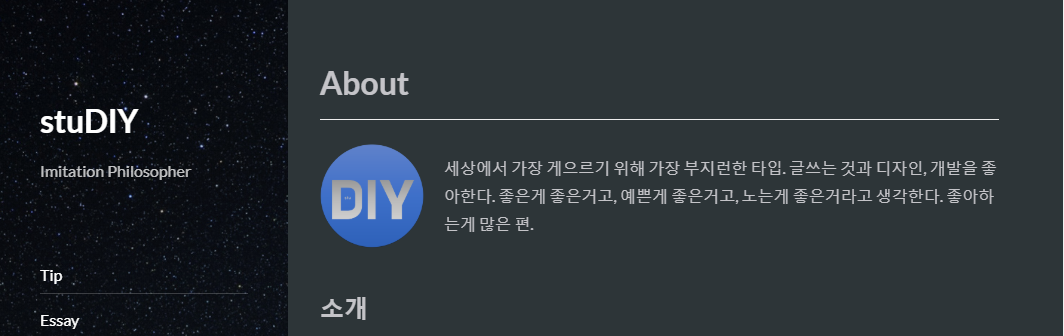 stuDIY
Imitation Philosopher
Tip
Essay
About
DIY
세상에서 가장 게으르기 위해 가장 부지런한 타입. 글쓰는 것과 디자인, 개발을 좋
아한다. 좋은게 좋은거고, 예쁜게 좋은거고, 노는게 좋은거라고 생각한다. 좋아하
는게 많은 편.
소개